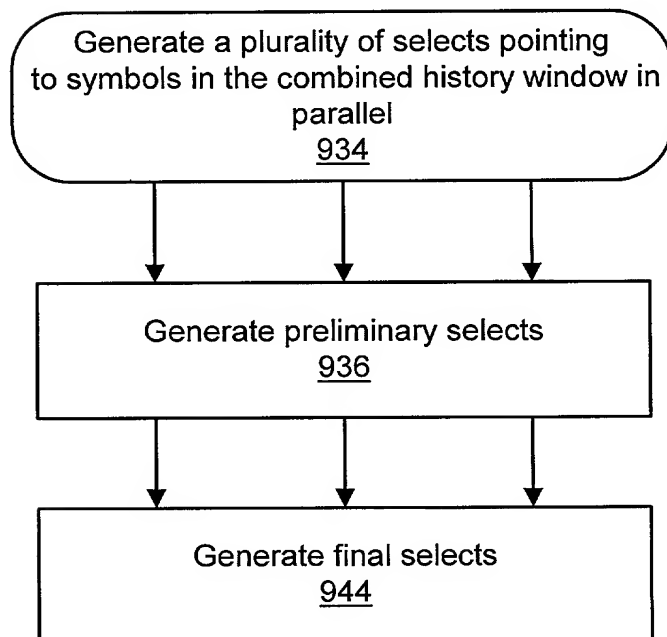 Generate a plurality of selects pointing
to symbols in the combined history window in
parallel
934
Generate preliminary selects
936
Generate final selects
944